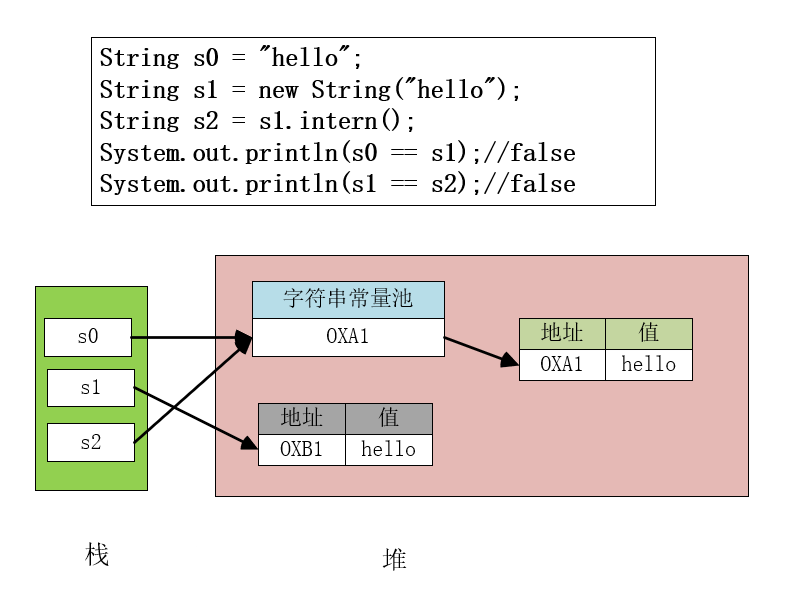 String s0 = "hello";
String s1 = new String("hello");
String s2 = s1.intern();
System.out.println(s0 == s1);//false
System.out.println(s1 == s2);//false
字符串常量池
s0
OXA1
地址 值
OXA1 hello
s1
地址 值
s2
OXB1 hello
栈
堆